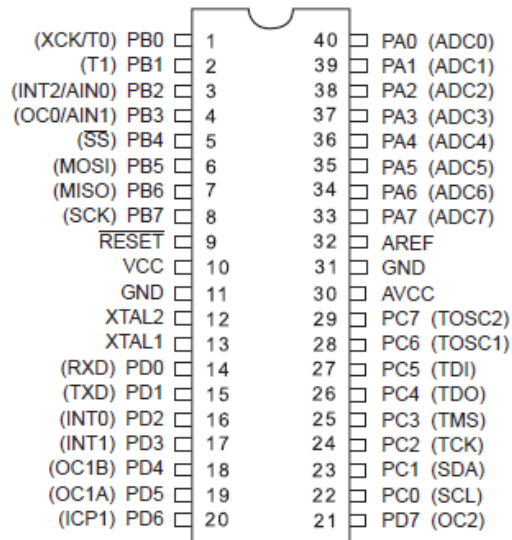 (XCK/T0) PB0 1 40 PA0 (ADC0)
(T1) PB1 2 39 PA1 (ADC1)
(INT2/AIN0) PB2 3 38 PA2 (ADC2)
(OC0/AIN1) PB3 4 37 PA3 (ADC3)
(S̅S̅) PB4 5 36 PA4 (ADC4)
(MOSI) PB5 6 35 PA5 (ADC5)
(MISO) PB6 7 34 PA6 (ADC6)
(SCK) PB7 8 33 PA7 (ADC7)
R̅E̅S̅E̅T̅ 9 32 AREF
VCC 10 31 GND
GND 11 30 AVCC
XTAL2 12 29 PC7 (TOSC2)
XTAL1 13 28 PC6 (TOSC1)
(RXD) PD0 14 27 PC5 (TDI)
(TXD) PD1 15 26 PC4 (TDO)
(INT0) PD2 16 25 PC3 (TMS)
(INT1) PD3 17 24 PC2 (TCK)
(OC1B) PD4 18 23 PC1 (SDA)
(OC1A) PD5 19 22 PC0 (SCL)
(ICP1) PD6 20 21 PD7 (OC2)